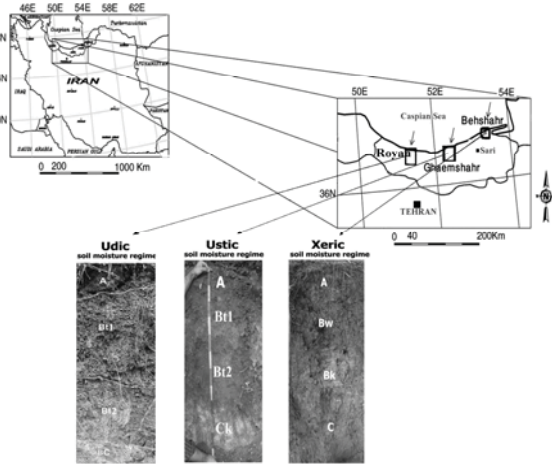 46E 50E 54E 58E 62E
Caspian Sea
IRAN
IRAQ
SAUDI ARABIA
PERSIAN GULF
0 200 1000 Km
50E 52E 54E
Caspian Sea
Behshahr
Royan
Sari
Ghaemshahr
36N
TEHRAN
N
0 40 200Km
Udic
soil moisture regime
Ustic
soil moisture regime
Xeric
soil moisture regime
A
Bt1
Bt2
C
A
Bt1
Bt2
Ck
A
Bw
Bk
C